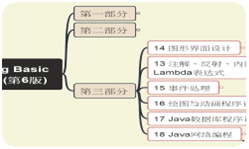 第一部分
第二部分
g Basic
(第6版)
第三部分
14 图形界面设计
13 注解、反射、内
Lambda表达式
15 事件处理
16 绘图与动画程序
17 Java数据库程序
18 Java网络编程